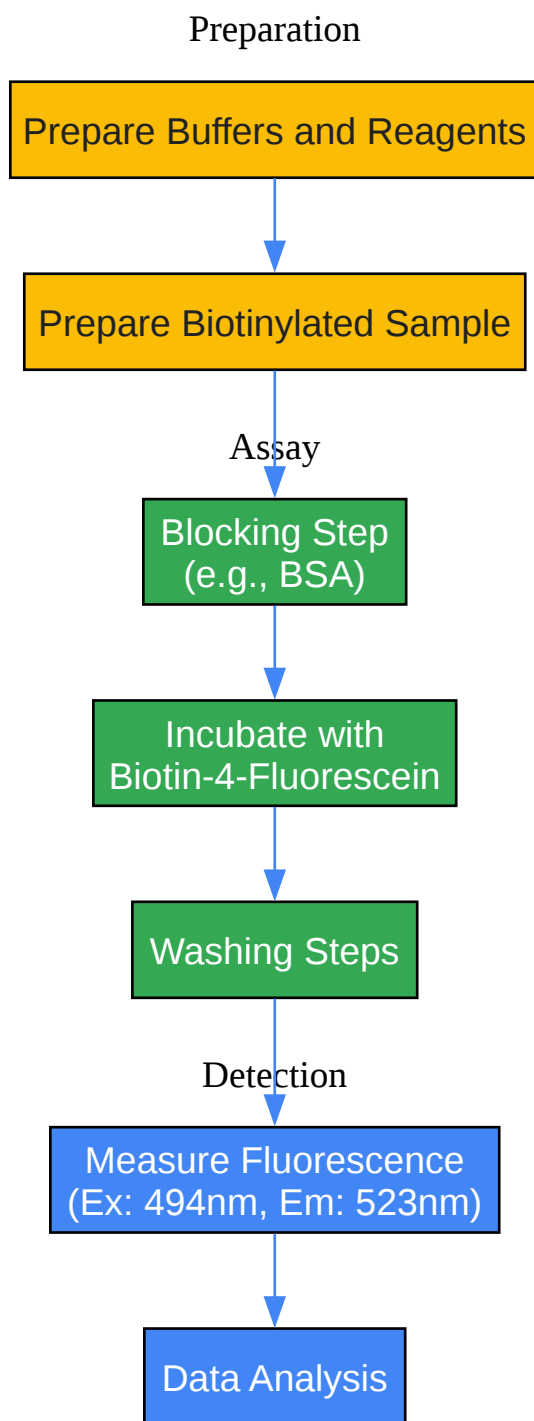 Preparation
Prepare Buffers and Reagents
Prepare Biotinylated Sample
Assay
Blocking Step
(e.g., BSA)
Incubate with
Biotin-4-Fluorescein
Washing Steps
Detection
Measure Fluorescence
(Ex: 494nm, Em: 523nm)
Data Analysis